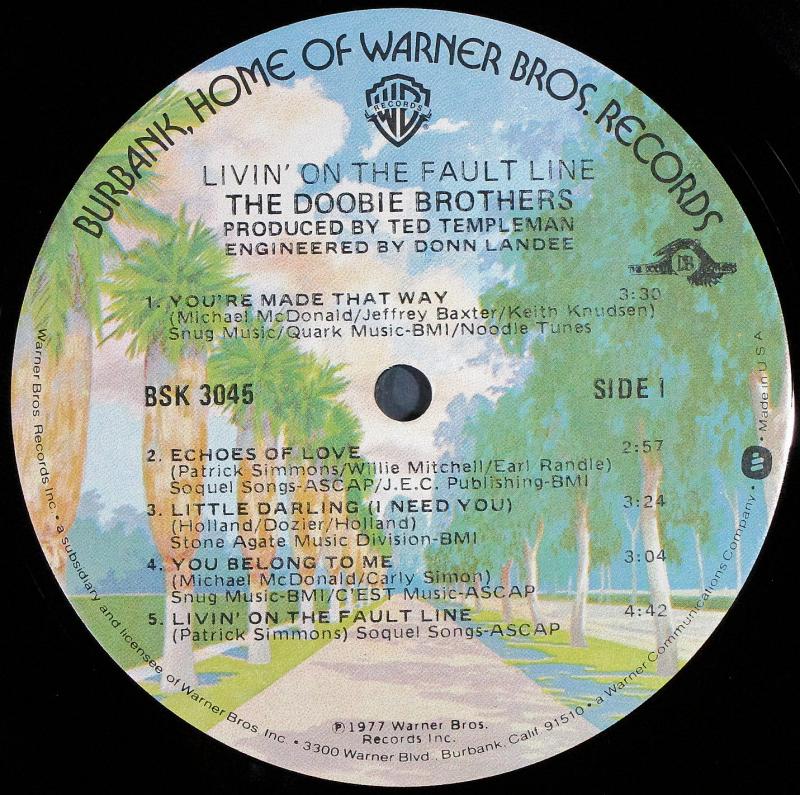 BURBANK, HOME OF WARNER BROS. RECORDS
RECORDS
LIVIN' ON THE FAULT LINE
THE DOOBIE BROTHERS
PRODUCED BY TED TEMPLEMAN
ENGINEERED BY DONN LANDEE
DB
1. YOU'RE MADE THAT WAY 3:30
(Michael McDonald/Jeffrey Baxter/Keith Knudsen)
Snug Music/Quark Music-BMI/Noodle Tunes
BSK 3045 SIDE 1
2. ECHOES OF LOVE 2:57
(Patrick Simmons/Willie Mitchell/Earl Randle)
Soquel Songs-ASCAP/J.E.C. Publishing-BMI
3. LITTLE DARLING (I NEED YOU) 3:24
(Holland/Dozier/Holland)
Stone Agate Music Division-BMI
4. YOU BELONG TO ME 3:04
(Michael McDonald/Carly Simon)
Snug Music-BMI/C'EST Music-ASCAP
5. LIVIN' ON THE FAULT LINE 4:42
(Patrick Simmons) Soquel Songs-ASCAP
℗1977 Warner Bros.
Records Inc.
Warner Bros. Records Inc. • a subsidiary and licensee of Warner Bros. Inc. • 3300 Warner Blvd., Burbank, Calif. 91510 • a Warner Communications Company • Made in U.S.A.